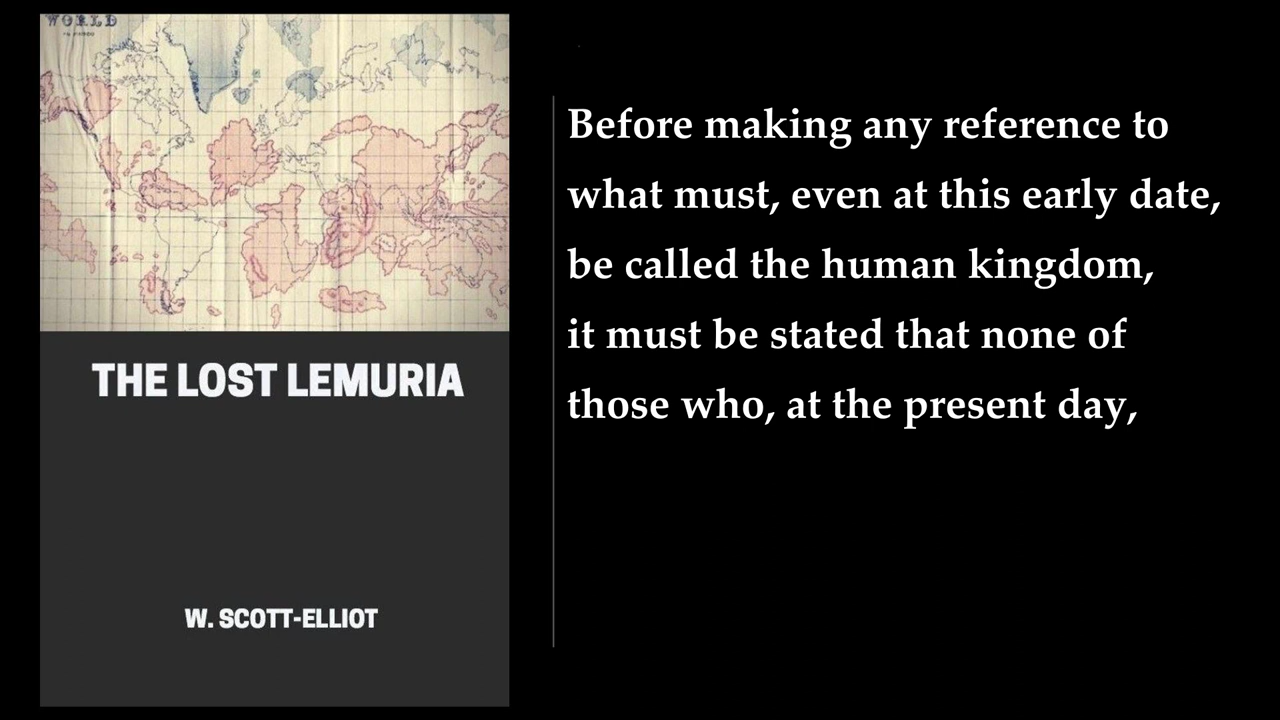 WORLD
THE LOST LEMURIA
W. SCOTT-ELLIOT
Before making any reference to
what must, even at this early date,
be called the human kingdom,
it must be stated that none of
those who, at the present day,